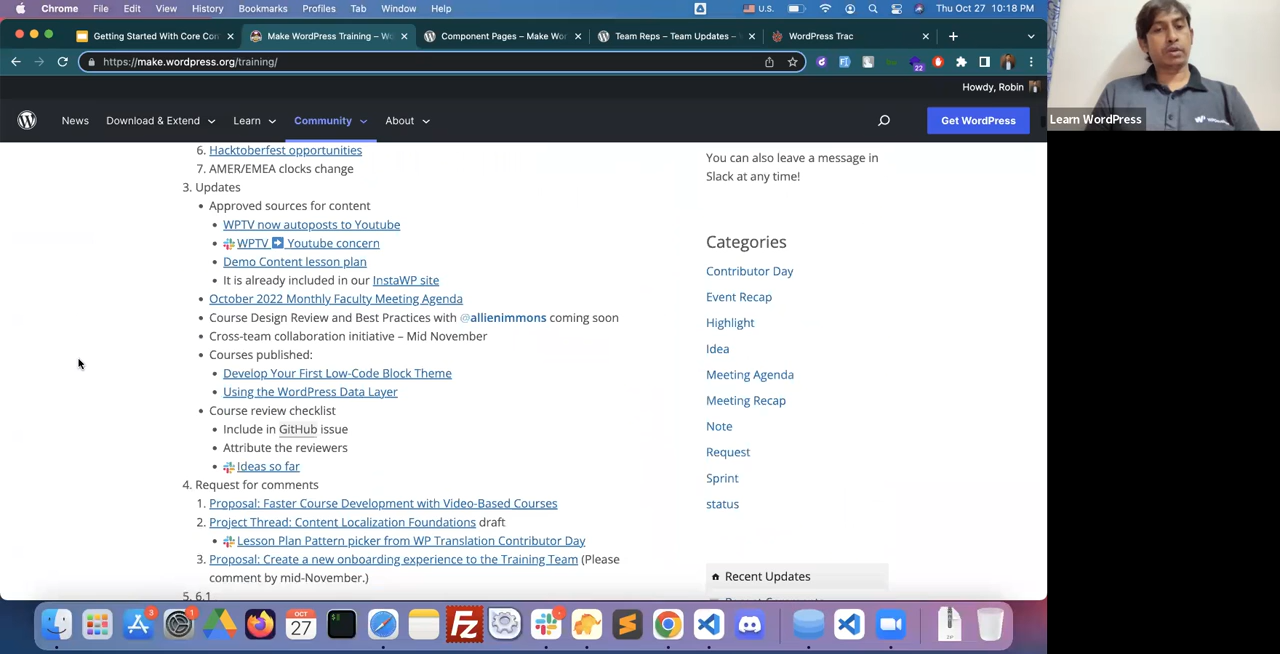 Chrome File Edit View History Bookmarks Profiles Tab Window Help U.S. Thu Oct 27 10:18 PM
Getting Started With Core Con Make WordPress Training – Wo Component Pages – Make Wor Team Reps – Team Updates – WordPress Trac
https://make.wordpress.org/training/ 22
Howdy, Robin
News Download & Extend Learn Community About Get WordPress
Learn WordPress
6. Hacktoberfest opportunities
7. AMER/EMEA clocks change
3. Updates
Approved sources for content
WPTV now autoposts to Youtube
WPTV ➡ Youtube concern
Demo Content lesson plan
It is already included in our InstaWP site
October 2022 Monthly Faculty Meeting Agenda
Course Design Review and Best Practices with @allienimmons coming soon
Cross-team collaboration initiative – Mid November
Courses published:
Develop Your First Low-Code Block Theme
Using the WordPress Data Layer
Course review checklist
Include in GitHub issue
Attribute the reviewers
Ideas so far
4. Request for comments
1. Proposal: Faster Course Development with Video-Based Courses
2. Project Thread: Content Localization Foundations draft
Lesson Plan Pattern picker from WP Translation Contributor Day
3. Proposal: Create a new onboarding experience to the Training Team (Please
comment by mid-November.)
5. 6.1
You can also leave a message in
Slack at any time!
Categories
Contributor Day
Event Recap
Highlight
Idea
Meeting Agenda
Meeting Recap
Note
Request
Sprint
status
Recent Updates
3
1
OCT
27
Fz
ZIP